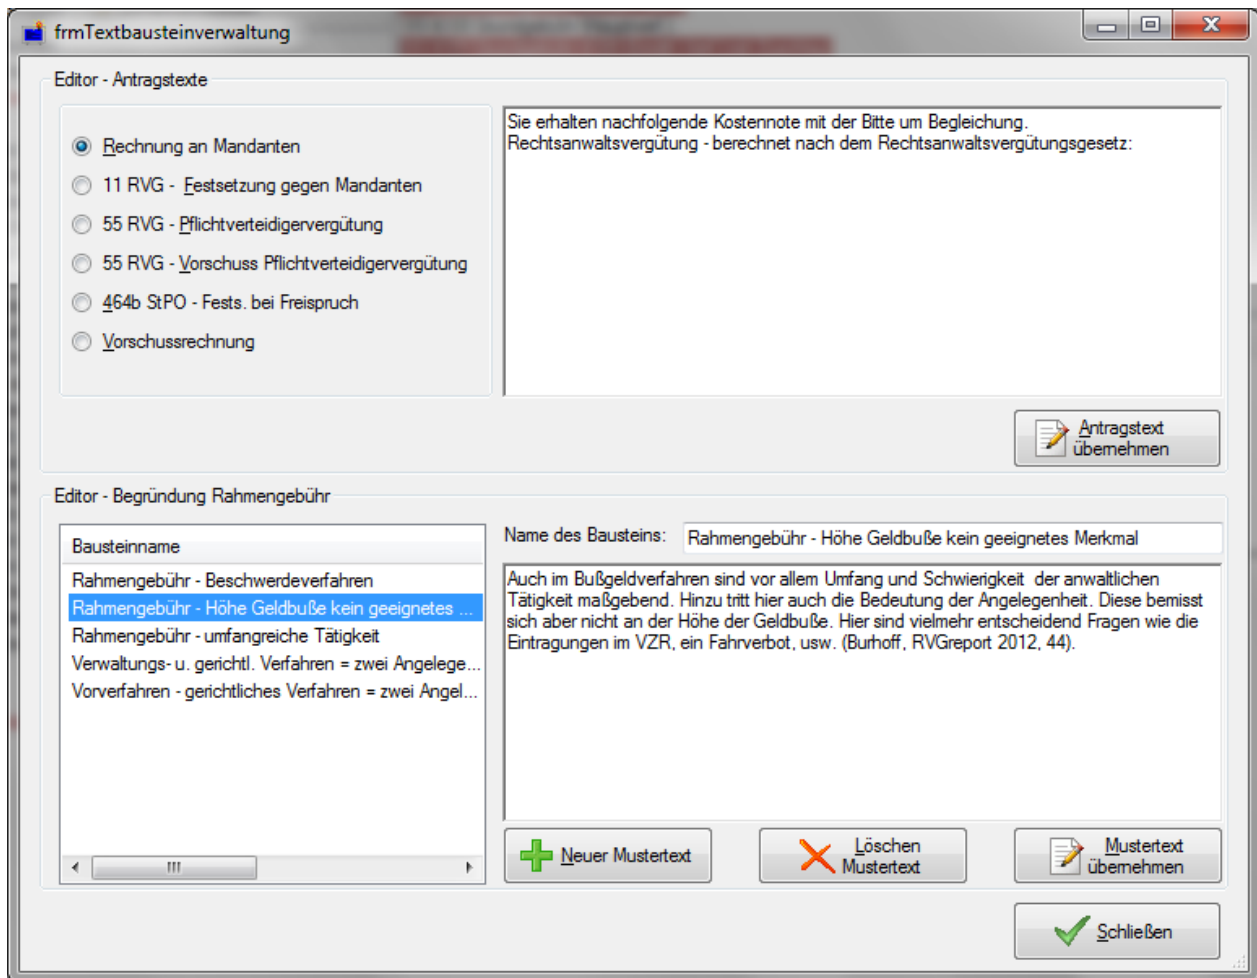 frmTextbausteinverwaltung
Editor - Antragstexte
Rechnung an Mandanten
11 RVG - Festsetzung gegen Mandanten
55 RVG - Pflichtverteidigervergütung
55 RVG - Vorschuss Pflichtverteidigervergütung
464b StPO - Fests. bei Freispruch
Vorschussrechnung
Sie erhalten nachfolgende Kostennote mit der Bitte um Begleichung.
Rechtsanwaltsvergütung - berechnet nach dem Rechtsanwaltsvergütungsgesetz:
Antragstext
übernehmen
Editor - Begründung Rahmengebühr
Bausteinname
Rahmengebühr - Beschwerdeverfahren
Rahmengebühr - Höhe Geldbuße kein geeignetes ...
Rahmengebühr - umfangreiche Tätigkeit
Verwaltungs- u. gerichtl. Verfahren = zwei Angelege...
Vorverfahren - gerichtliches Verfahren = zwei Angel...
Name des Bausteins:
Rahmengebühr - Höhe Geldbuße kein geeignetes Merkmal
Auch im Bußgeldverfahren sind vor allem Umfang und Schwierigkeit  der anwaltlichen
Tätigkeit maßgebend. Hinzu tritt hier auch die Bedeutung der Angelegenheit. Diese bemisst
sich aber nicht an der Höhe der Geldbuße. Hier sind vielmehr entscheidend Fragen wie die
Eintragungen im VZR, ein Fahrverbot, usw. (Burhoff, RVGreport 2012, 44).
Neuer Mustertext
Löschen
Mustertext
Mustertext
übernehmen
Schließen